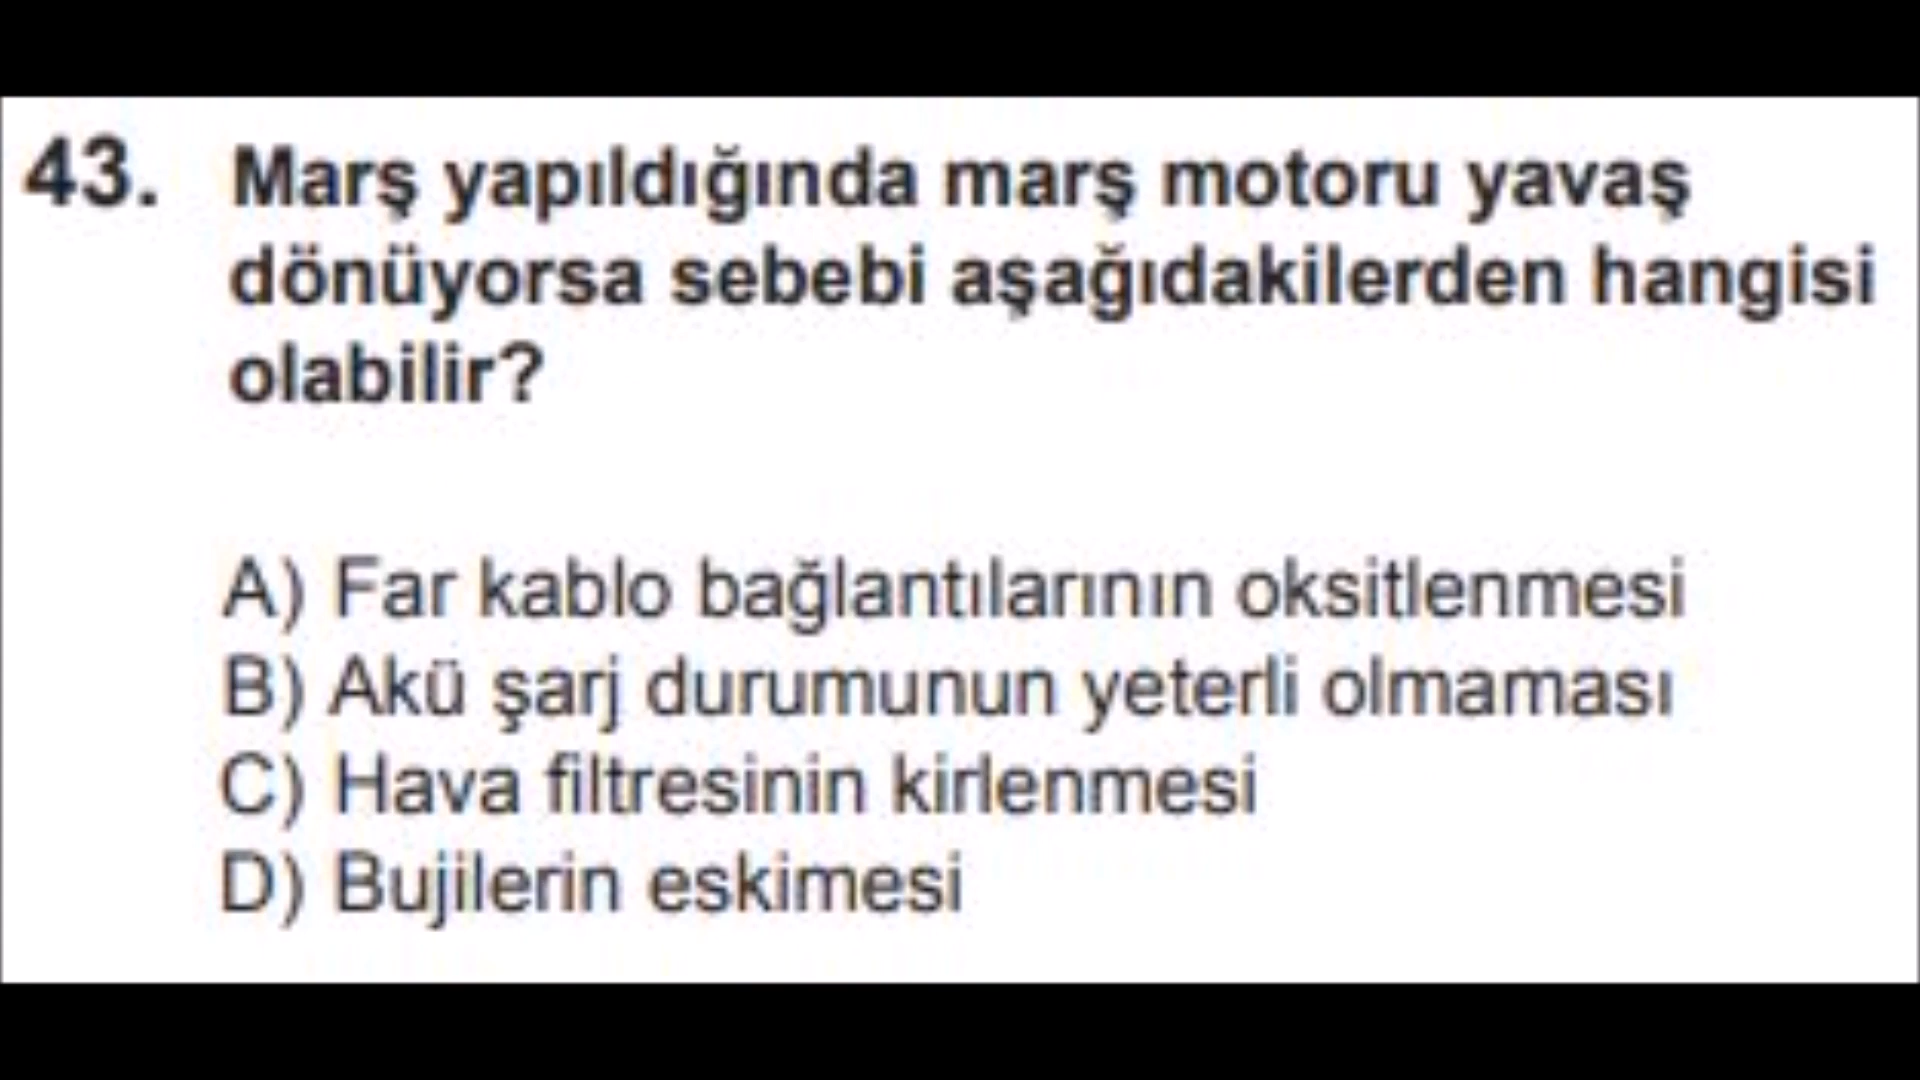 43. Marş yapıldığında marş motoru yavaş
dönüyorsa sebebi aşağıdakilerden hangisi
olabilir?
A) Far kablo bağlantılarının oksitlenmesi
B) Akü şarj durumunun yeterli olmaması
C) Hava filtresinin kirlenmesi
D) Bujilerin eskimesi